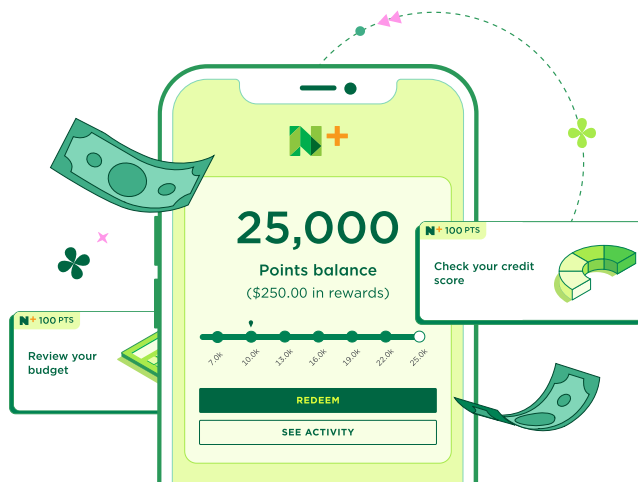 N+
25,000
Points balance
($250.00 in rewards)
7.0k 10.0k 13.0k 16.0k 19.0k 22.0k 25.0k
REDEEM
SEE ACTIVITY
N+ 100 PTS
Check your credit
score
N+ 100 PTS
Review your
budget